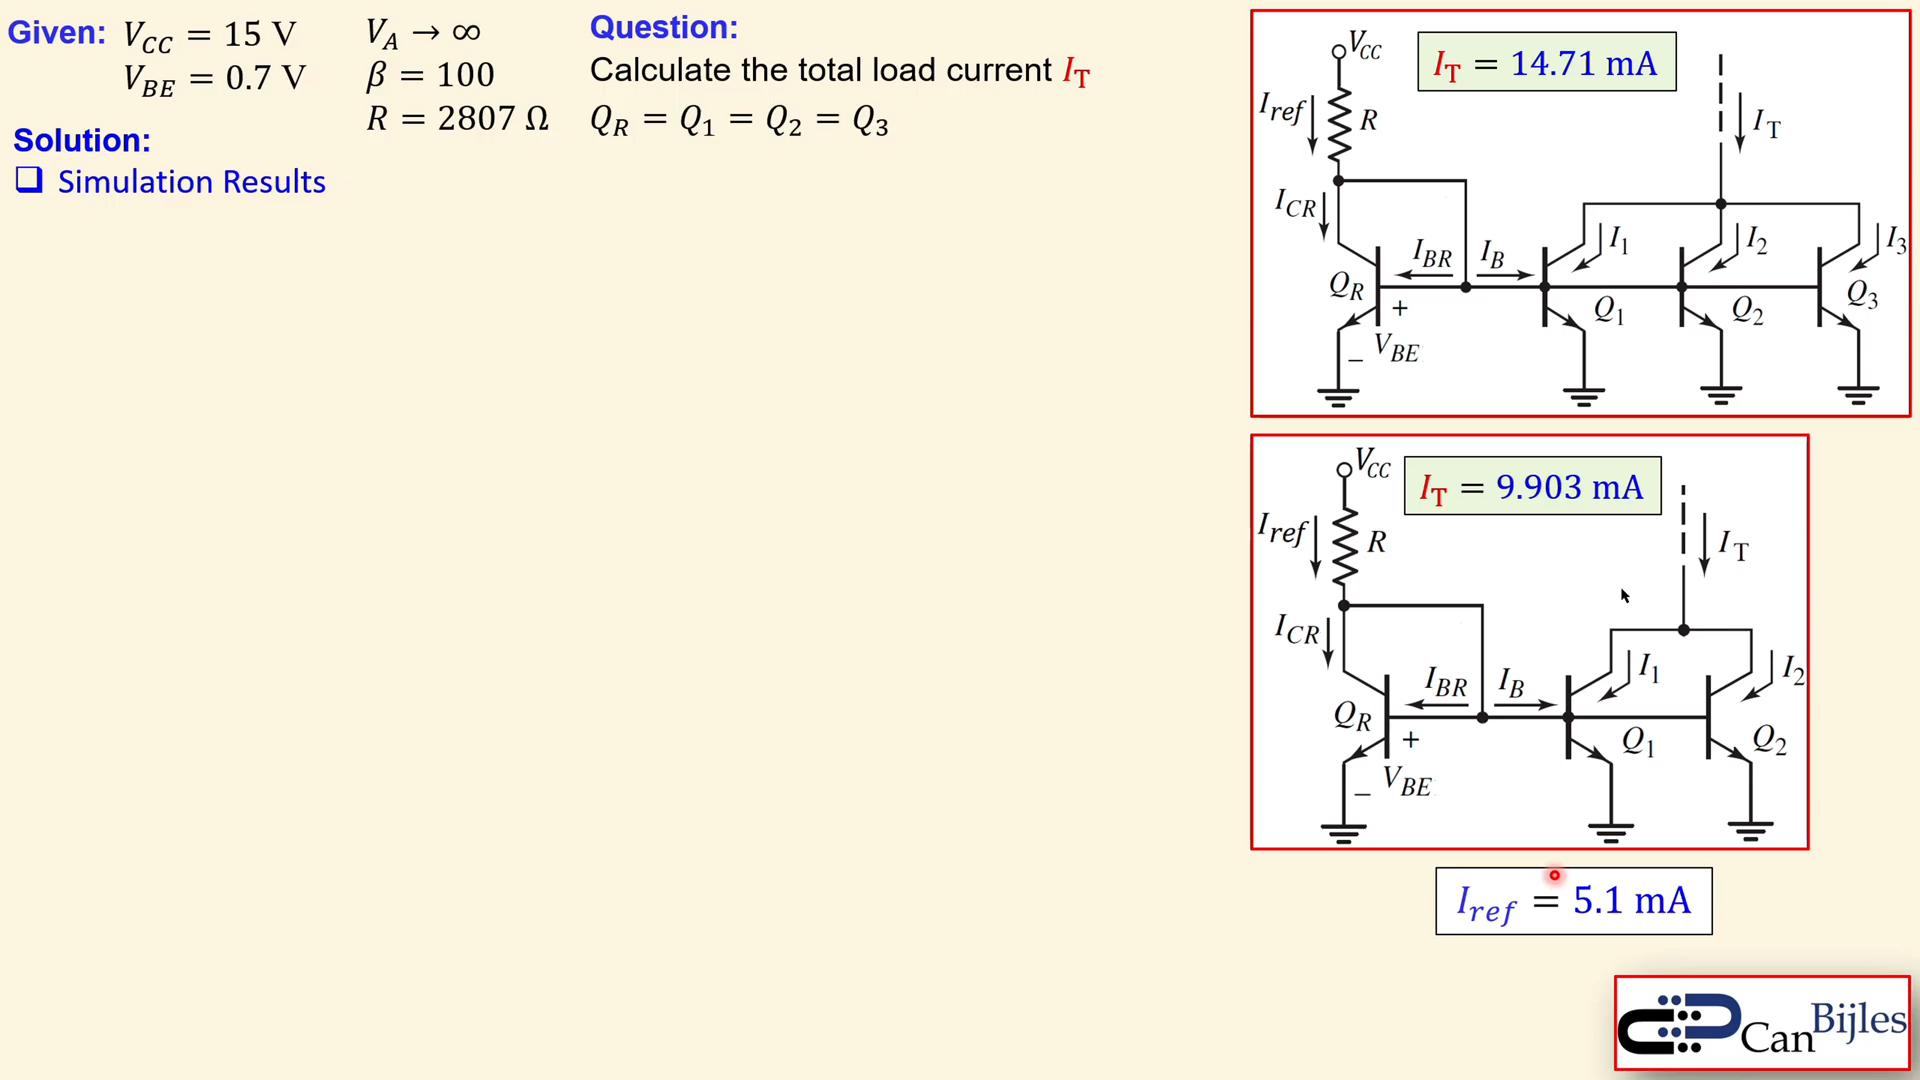 Given: V_CC = 15 V
V_BE = 0.7 V
V_A → ∞
β = 100
R = 2807 Ω
Question:
Calculate the total load current I_T
Q_R = Q_1 = Q_2 = Q_3
Solution:
❑ Simulation Results
V_CC
I_T = 14.71 mA
I_ref
R
I_T
I_CR
I_BR
I_B
I_1
I_2
I_3
Q_R
+
Q_1
Q_2
Q_3
− V_BE
V_CC
I_T = 9.903 mA
I_ref
R
I_T
I_CR
I_BR
I_B
I_1
I_2
Q_R
+
Q_1
Q_2
− V_BE
I_ref = 5.1 mA
CanBijles